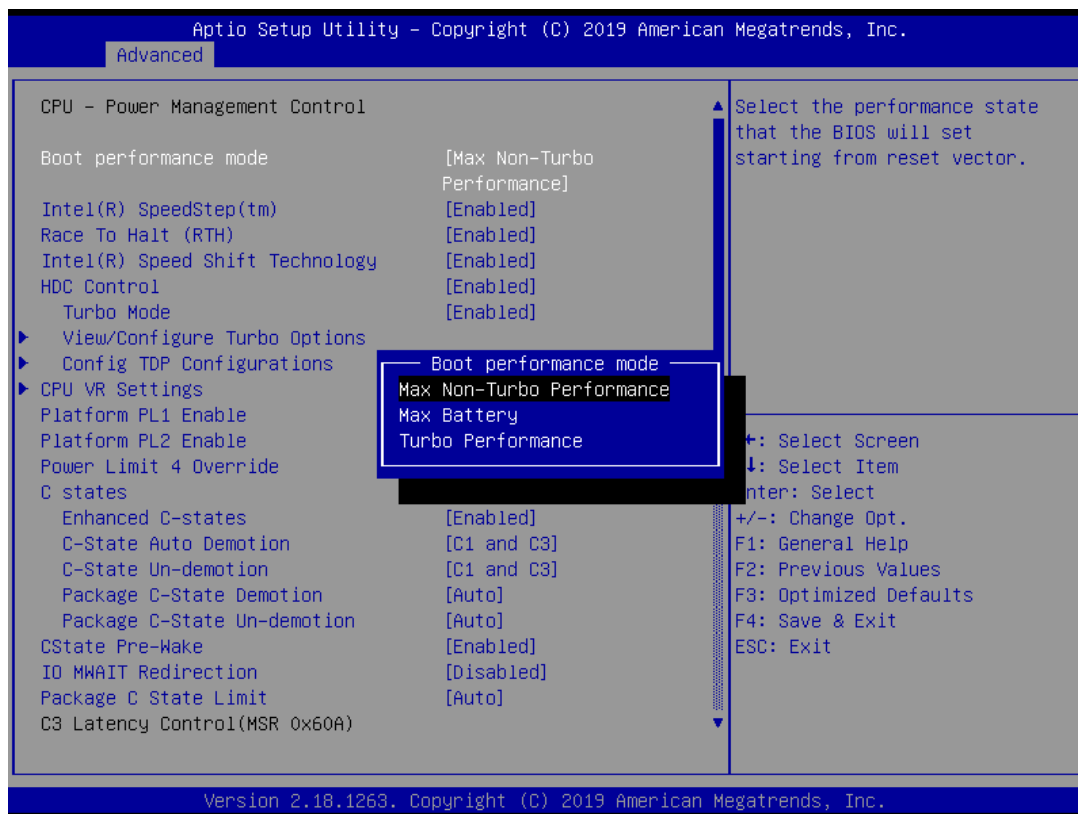 Aptio Setup Utility – Copyright (C) 2019 American Megatrends, Inc.
Advanced
CPU – Power Management Control
Boot performance mode [Max Non-Turbo
Performance]
Intel(R) SpeedStep(tm) [Enabled]
Race To Halt (RTH) [Enabled]
Intel(R) Speed Shift Technology [Enabled]
HDC Control [Enabled]
Turbo Mode [Enabled]
View/Configure Turbo Options
Config TDP Configurations
CPU VR Settings
Platform PL1 Enable
Platform PL2 Enable
Power Limit 4 Override
C states
Enhanced C-states [Enabled]
C-State Auto Demotion [C1 and C3]
C-State Un-demotion [C1 and C3]
Package C-State Demotion [Auto]
Package C-State Un-demotion [Auto]
CState Pre-Wake [Enabled]
IO MWAIT Redirection [Disabled]
Package C State Limit [Auto]
C3 Latency Control(MSR 0x60A)
Boot performance mode
Max Non-Turbo Performance
Max Battery
Turbo Performance
Select the performance state
that the BIOS will set
starting from reset vector.
: Select Screen
: Select Item
nter: Select
+/-: Change Opt.
F1: General Help
F2: Previous Values
F3: Optimized Defaults
F4: Save & Exit
ESC: Exit
Version 2.18.1263. Copyright (C) 2019 American Megatrends, Inc.